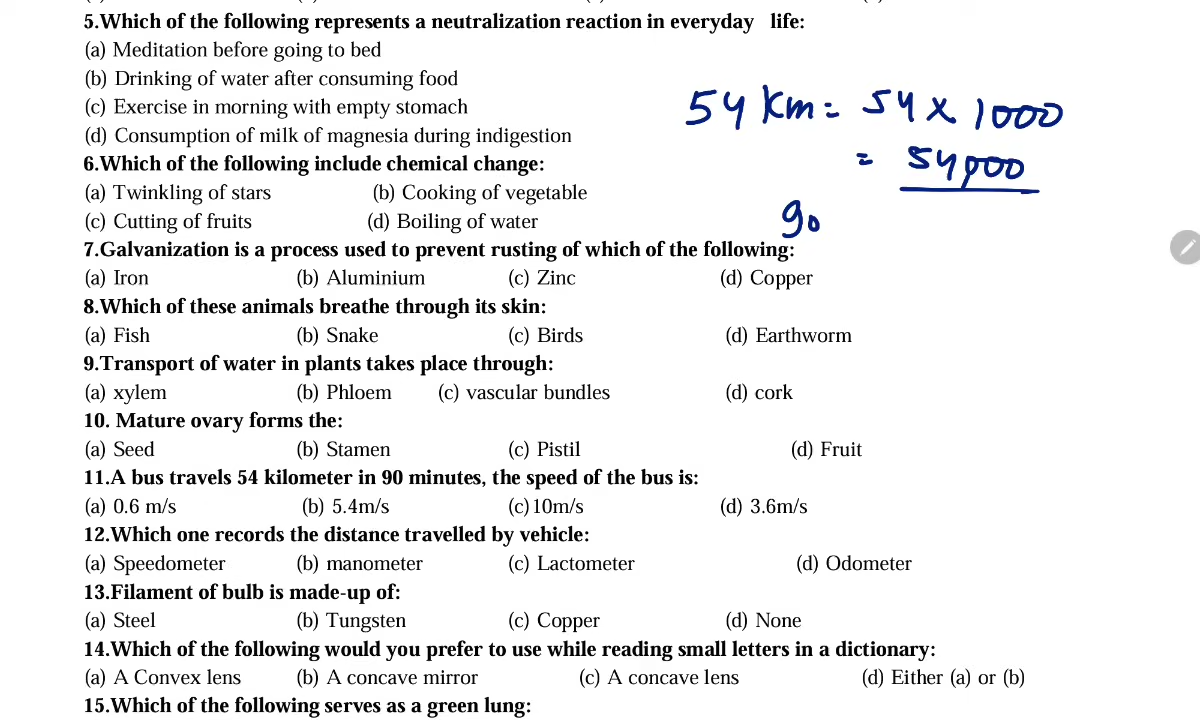 5.Which of the following represents a neutralization reaction in everyday life:
(a) Meditation before going to bed
(b) Drinking of water after consuming food
(c) Exercise in morning with empty stomach
(d) Consumption of milk of magnesia during indigestion
54 km = 54 x 1000
= 54000
6.Which of the following include chemical change:
(a) Twinkling of stars (b) Cooking of vegetable
(c) Cutting of fruits (d) Boiling of water
90
7.Galvanization is a process used to prevent rusting of which of the following:
(a) Iron (b) Aluminium (c) Zinc (d) Copper
8.Which of these animals breathe through its skin:
(a) Fish (b) Snake (c) Birds (d) Earthworm
9.Transport of water in plants takes place through:
(a) xylem (b) Phloem (c) vascular bundles (d) cork
10. Mature ovary forms the:
(a) Seed (b) Stamen (c) Pistil (d) Fruit
11.A bus travels 54 kilometer in 90 minutes, the speed of the bus is:
(a) 0.6 m/s (b) 5.4m/s (c)10m/s (d) 3.6m/s
12.Which one records the distance travelled by vehicle:
(a) Speedometer (b) manometer (c) Lactometer (d) Odometer
13.Filament of bulb is made-up of:
(a) Steel (b) Tungsten (c) Copper (d) None
14.Which of the following would you prefer to use while reading small letters in a dictionary:
(a) A Convex lens (b) A concave mirror (c) A concave lens (d) Either (a) or (b)
15.Which of the following serves as a green lung: